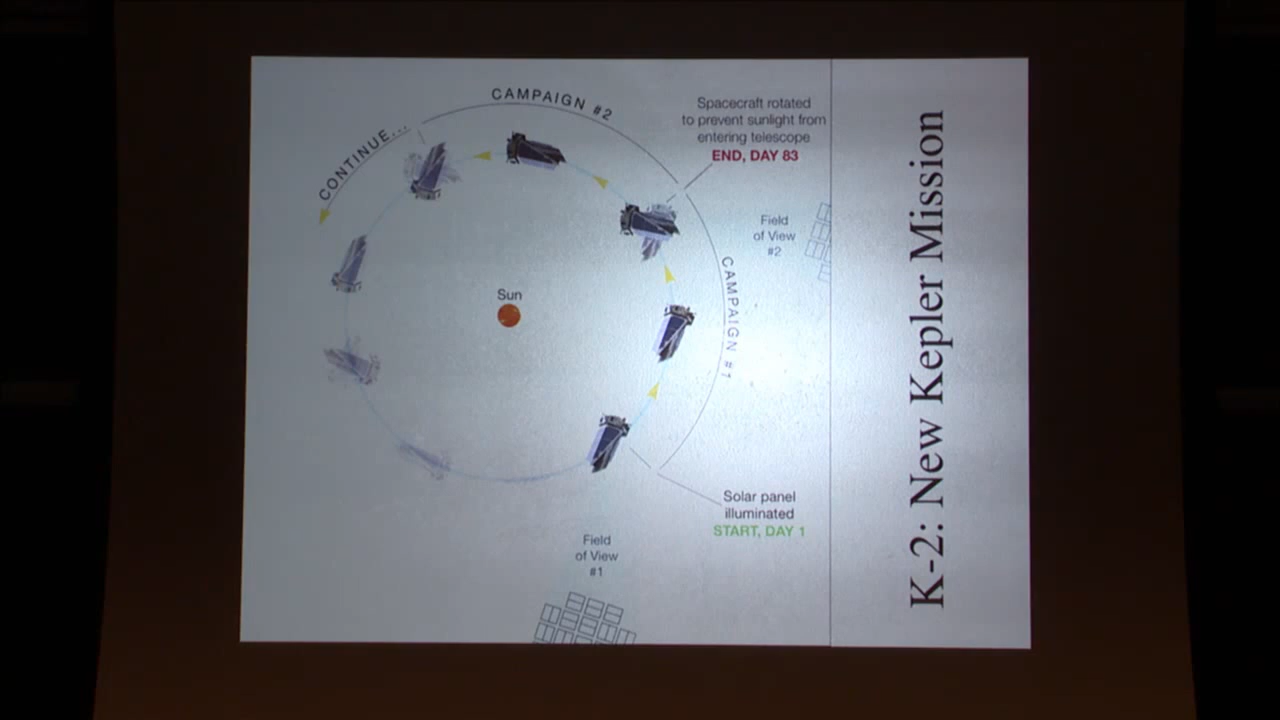 K-2: New Kepler Mission
CAMPAIGN #2
CONTINUE...
Spacecraft rotated
to prevent sunlight from
entering telescope
END, DAY 83
Field
of View
#2
CAMPAIGN #1
Sun
Solar panel
illuminated
START, DAY 1
Field
of View
#1